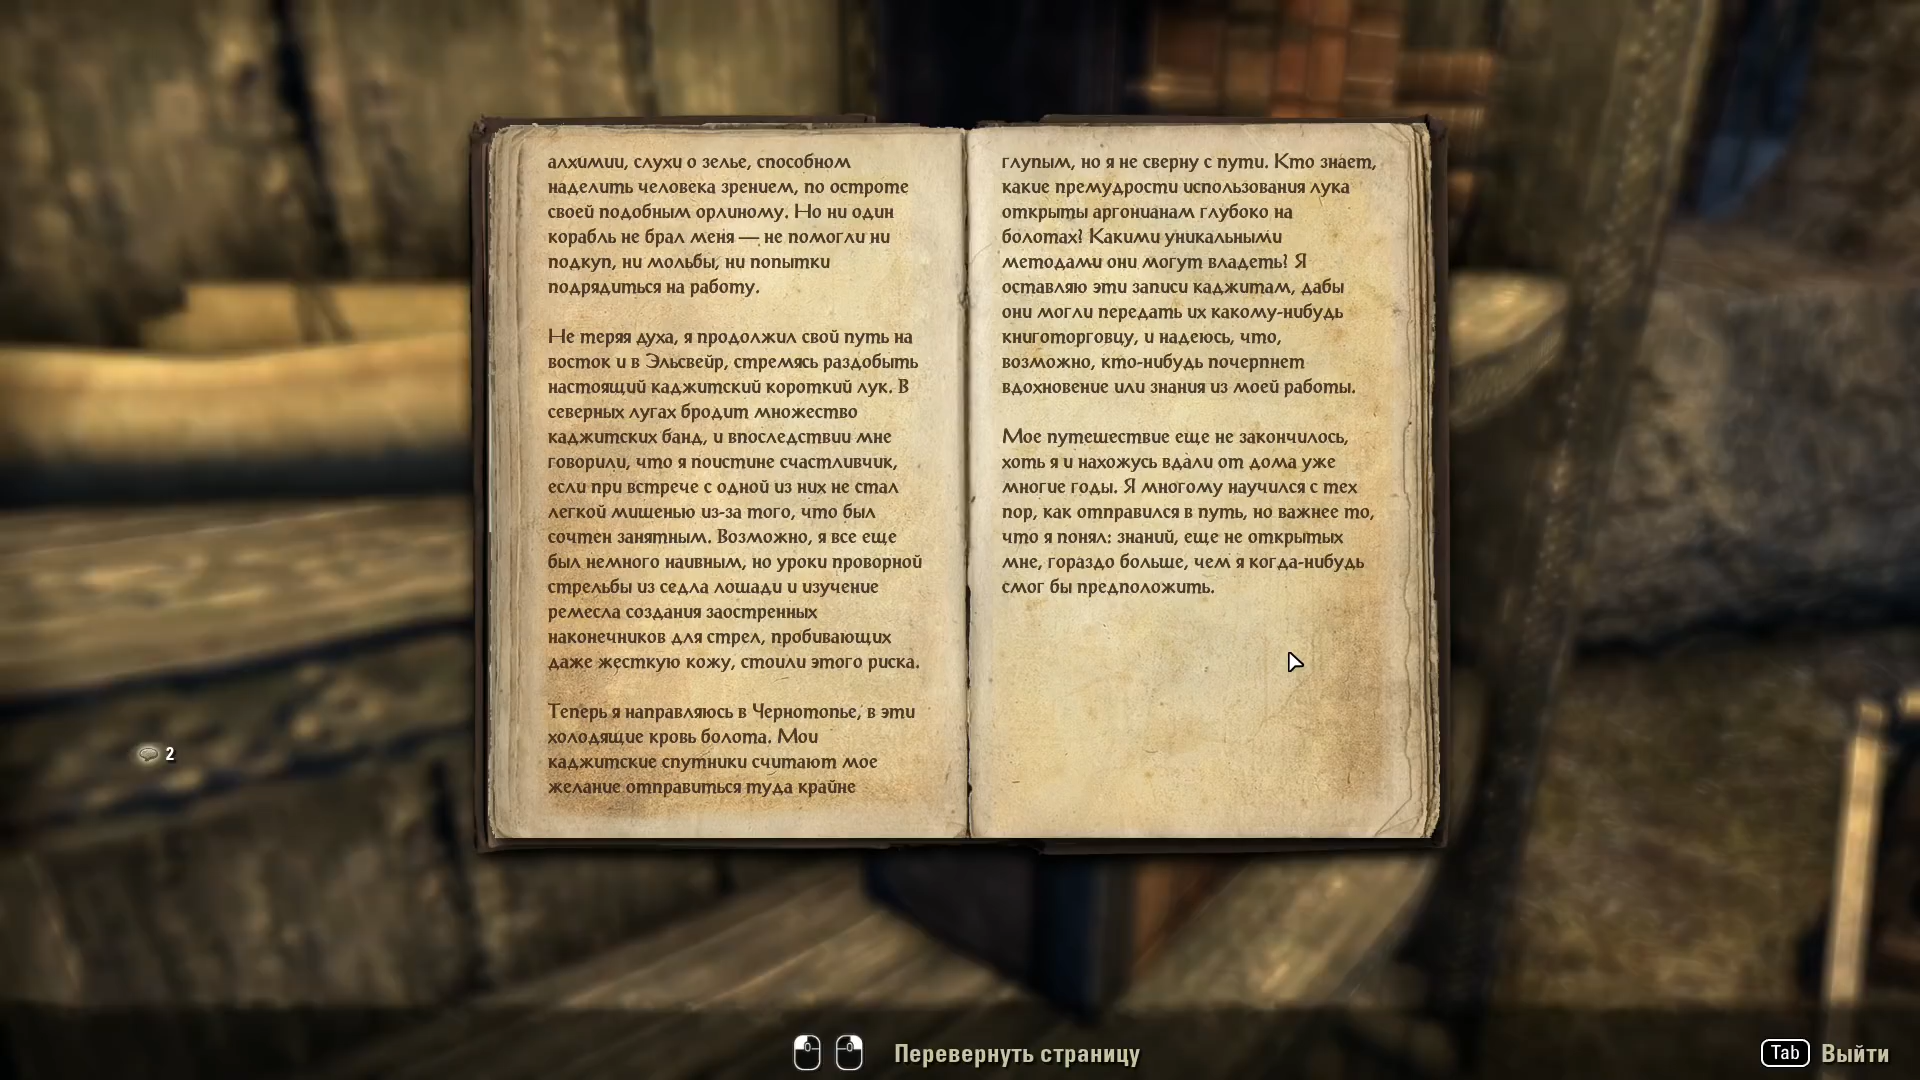 алхимии, слухи о зелье, способном
наделить человека зрением, по остроте
своей подобным орлиному. Но ни один
корабль не брал меня — не помогли ни
подкуп, ни мольбы, ни попытки
подрядиться на работу.
Не теряя духа, я продолжил свой путь на
восток и в Эльсвейр, стремясь раздобыть
настоящий каджитский короткий лук. В
северных лугах бродит множество
каджитских банд, и впоследствии мне
говорили, что я поистине счастливчик,
если при встрече с одной из них не стал
легкой мишенью из-за того, что был
сочтен занятным. Возможно, я все еще
был немного наивным, но уроки проворной
стрельбы из седла лошади и изучение
ремесла создания заостренных
наконечников для стрел, пробивающих
даже жесткую кожу, стоили этого риска.
Теперь я направляюсь в Чернотопье, в эти
холодящие кровь болота. Мои
каджитские спутники считают мое
желание отправиться туда крайне
глупым, но я не сверну с пути. Кто знает,
какие премудрости использования лука
открыты аргонианам глубоко на
болотах? Какими уникальными
методами они могут владеть? Я
оставляю эти записи каджитам, дабы
они могли передать их какому-нибудь
книготорговцу, и надеюсь, что,
возможно, кто-нибудь почерпнет
вдохновение или знания из моей работы.
Мое путешествие еще не закончилось,
хоть я и нахожусь вдали от дома уже
многие годы. Я многому научился с тех
пор, как отправился в путь, но важнее то,
что я понял: знаний, еще не открытых
мне, гораздо больше, чем я когда-нибудь
смог бы предположить.
2
Перевернуть страницу
Tab Выйти